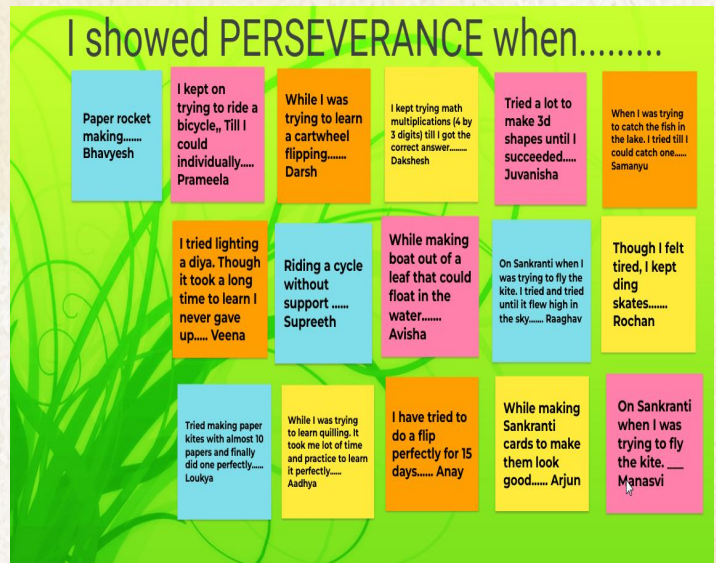 I showed PERSEVERANCE when.........
Paper rocket
making.......
Bhavyesh
I kept on
trying to ride a
bicycle,, Till I
could
individually.....
Prameela
While I was
trying to learn
a cartwheel
flipping.......
Darsh
I kept trying math
multiplications (4 by
3 digits) till I got the
correct answer.........
Dakshesh
Tried a lot to
make 3d
shapes until I
succeeded.....
Juvanisha
When I was trying
to catch the fish in
the lake. I tried till I
could catch one......
Samanyu
I tried lighting
a diya. Though
it took a long
time to learn I
never gave
up..... Veena
Riding a cycle
without
support ......
Supreeth
While making
boat out of a
leaf that could
float in the
water.......
Avisha
On Sankranti when I
was trying to fly the
kite. I tried and tried
until it flew high in
the sky....... Raaghav
Though I felt
tired, I kept
ding
skates.......
Rochan
Tried making paper
kites with almost 10
papers and finally
did one perfectly......
Loukya
While I was trying
to learn quilling. It
took me lot of time
and practice to learn
it perfectly.....
Aadhya
I have tried to
do a flip
perfectly for 15
days...... Anay
While making
Sankranti
cards to make
them look
good...... Arjun
On Sankranti
when I was
trying to fly
the kite. ___
Manasvi